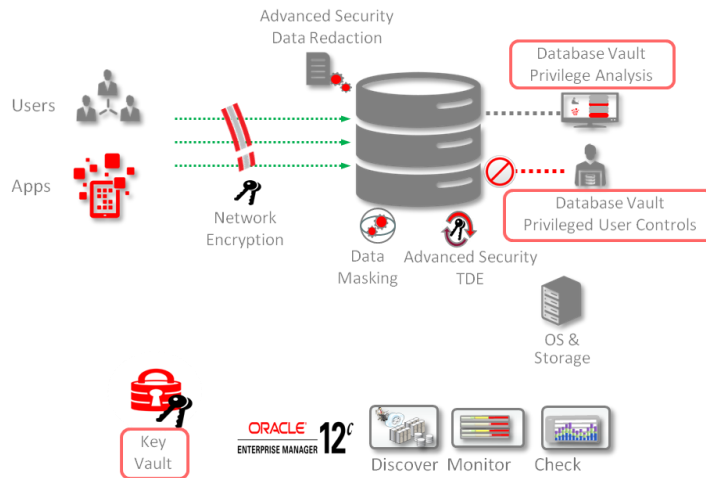 Advanced Security
Data Redaction
Database Vault
Privilege Analysis
Users
Apps
Network
Encryption
Data
Masking
Advanced Security
TDE
Database Vault
Privileged User Controls
OS &
Storage
Key
Vault
ORACLE®
ENTERPRISE MANAGER 12c
Discover
Monitor
Check